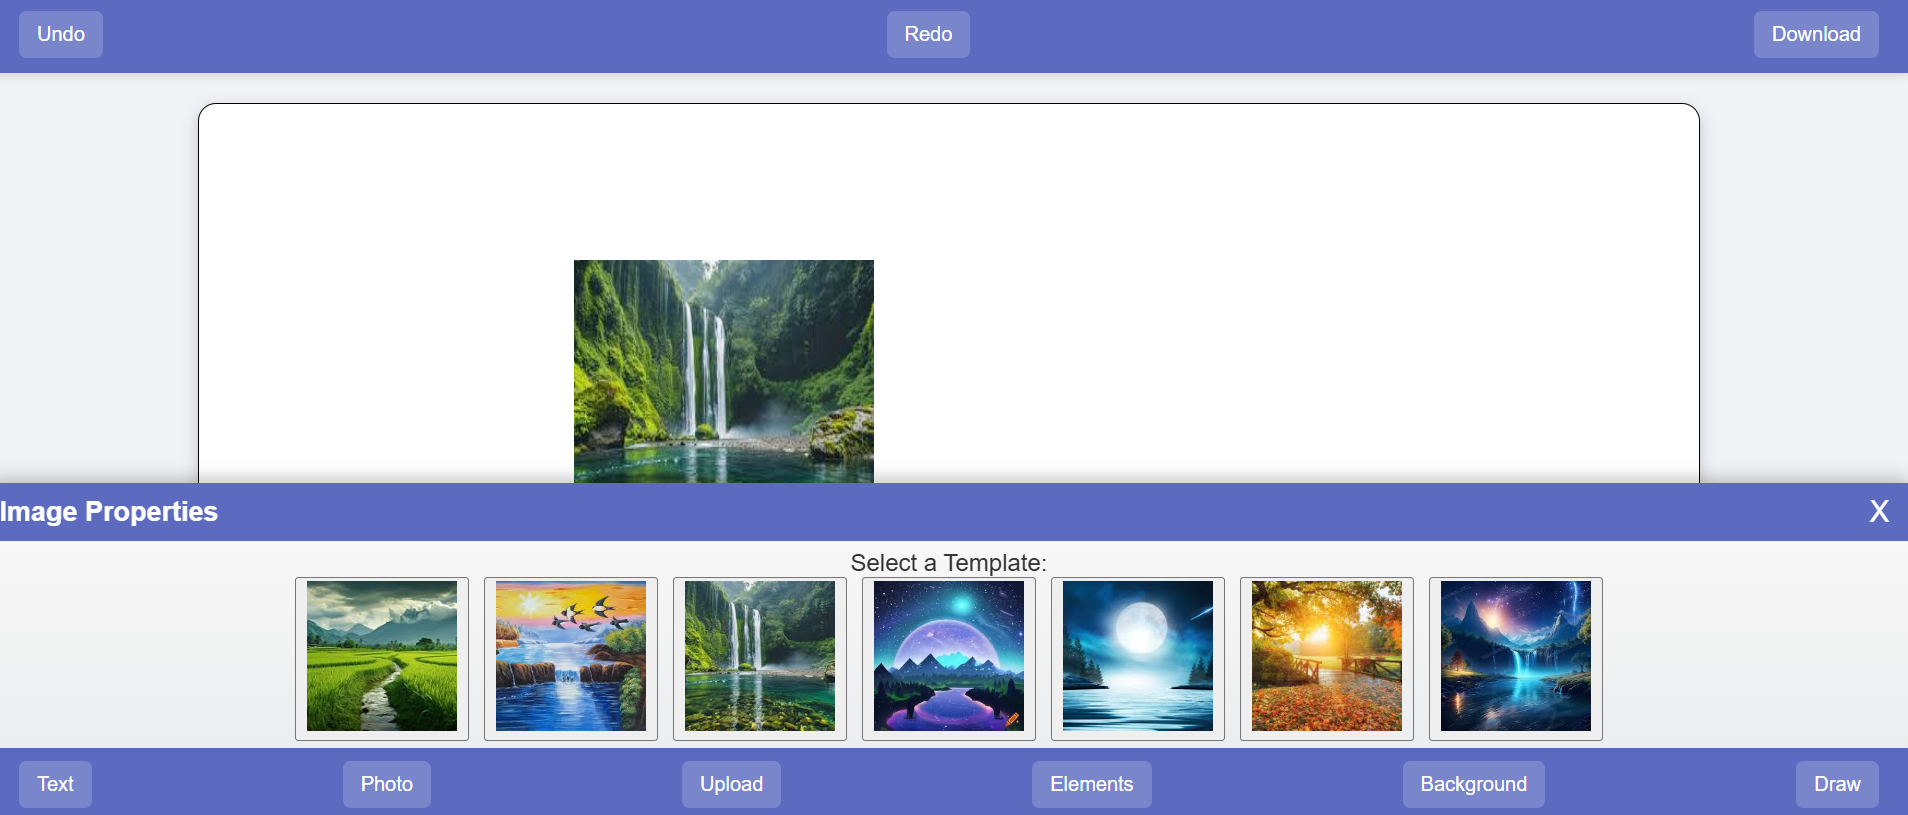 Undo
Redo
Download
Image Properties
X
Select a Template:
Text
Photo
Upload
Elements
Background
Draw